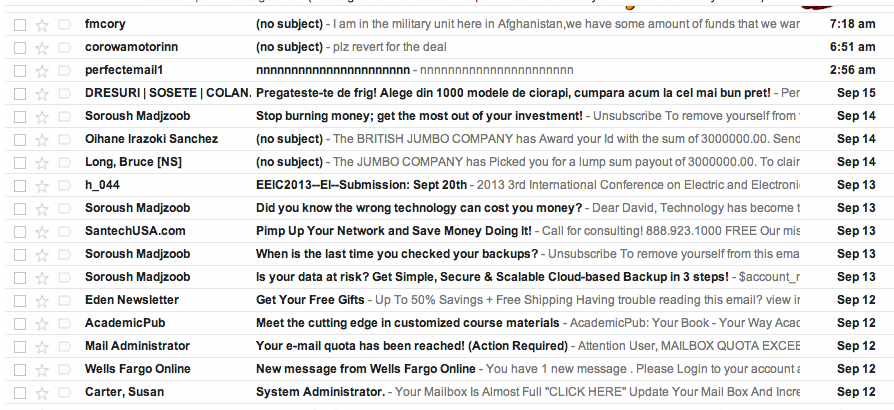 fmcory (no subject) - I am in the military unit here in Afghanistan,we have some amount of funds that we war 7:18 am
corowamotorinn (no subject) - plz revert for the deal 6:51 am
perfectemail1 nnnnnnnnnnnnnnnnnnnnnn - nnnnnnnnnnnnnnnnnnnnnn 2:56 am
DRESURI | SOSETE | COLAN. Pregateste-te de frig! Alege din 1000 modele de ciorapi, cumpara acum la cel mai bun pret! - Per Sep 15
Soroush Madjzoob Stop burning money; get the most out of your investment! - Unsubscribe To remove yourself from Sep 14
Oihane Irazoki Sanchez (no subject) - The BRITISH JUMBO COMPANY has Award your Id with the sum of 3000000.00. Send Sep 14
Long, Bruce [NS] (no subject) - The JUMBO COMPANY has Picked you for a lump sum payout of 3000000.00. To clair Sep 14
h_044 EEIC2013--EI--Submission: Sept 20th - 2013 3rd International Conference on Electric and Electroni Sep 13
Soroush Madjzoob Did you know the wrong technology can cost you money? - Dear David, Technology has become t Sep 13
SantechUSA.com Pimp Up Your Network and Save Money Doing It! - Call for consulting! 888.923.1000 FREE Our mis Sep 13
Soroush Madjzoob When is the last time you checked your backups? - Unsubscribe To remove yourself from this ema Sep 13
Soroush Madjzoob Is your data at risk? Get Simple, Secure & Scalable Cloud-based Backup in 3 steps! - $account_r Sep 13
Eden Newsletter Get Your Free Gifts - Up To 50% Savings + Free Shipping Having trouble reading this email? view ir Sep 12
AcademicPub Meet the cutting edge in customized course materials - AcademicPub: Your Book - Your Way Acad Sep 12
Mail Administrator Your e-mail quota has been reached! (Action Required) - Attention User, MAILBOX QUOTA EXCEE Sep 12
Wells Fargo Online New message from Wells Fargo Online - You have 1 new message . Please Login to your account a Sep 12
Carter, Susan System Administrator. - Your Mailbox Is Almost Full "CLICK HERE" Update Your Mail Box And Incre Sep 12